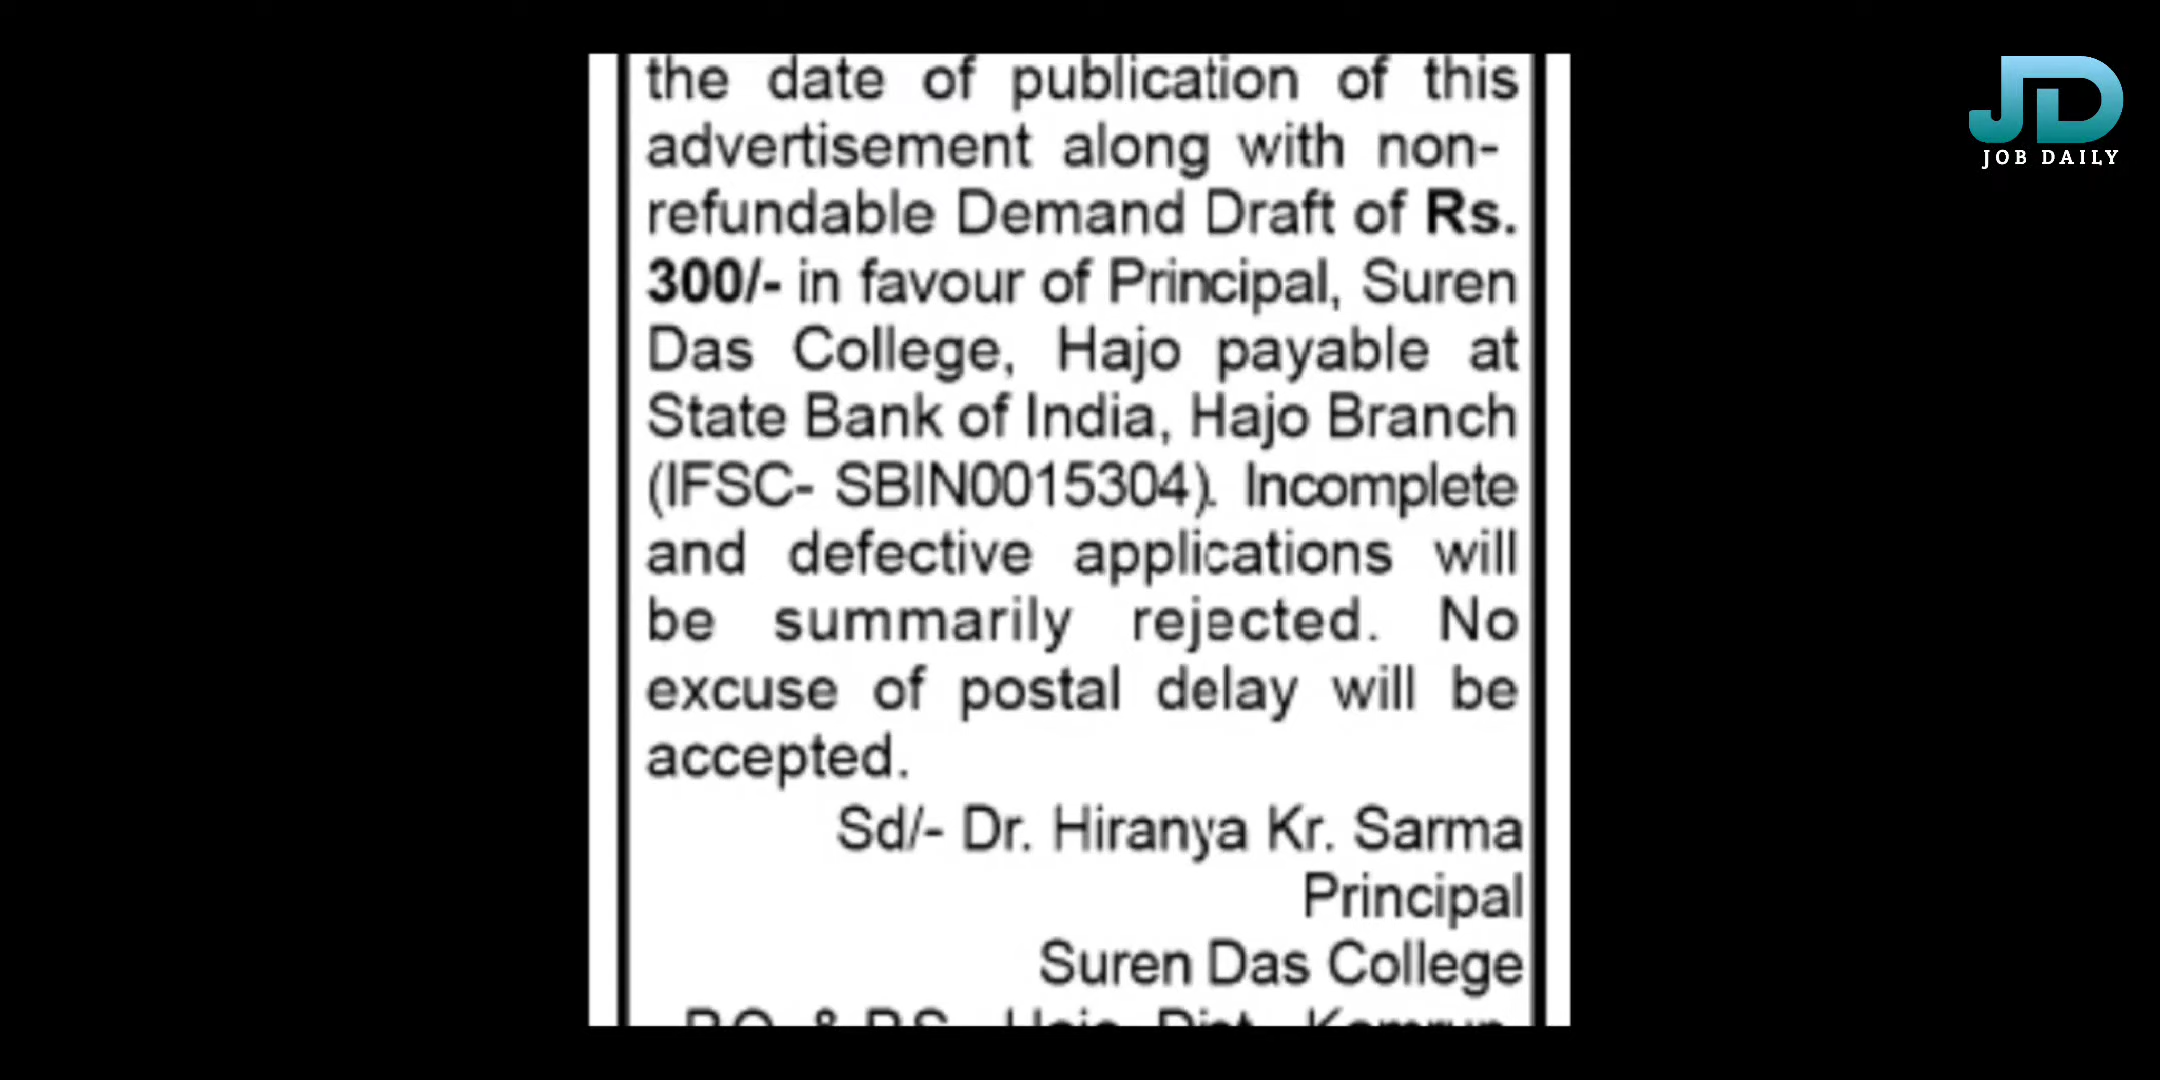 the date of publication of this
advertisement along with non-
refundable Demand Draft of Rs.
300/- in favour of Principal, Suren
Das College, Hajo payable at
State Bank of India, Hajo Branch
(IFSC- SBIN0015304). Incomplete
and defective applications will
be summarily rejected. No
excuse of postal delay will be
accepted.
Sd/- Dr. Hiranya Kr. Sarma
Principal
Suren Das College
P.O. & P.S.- Hajo, Dist. Kamrup,
JD
JOB DAILY